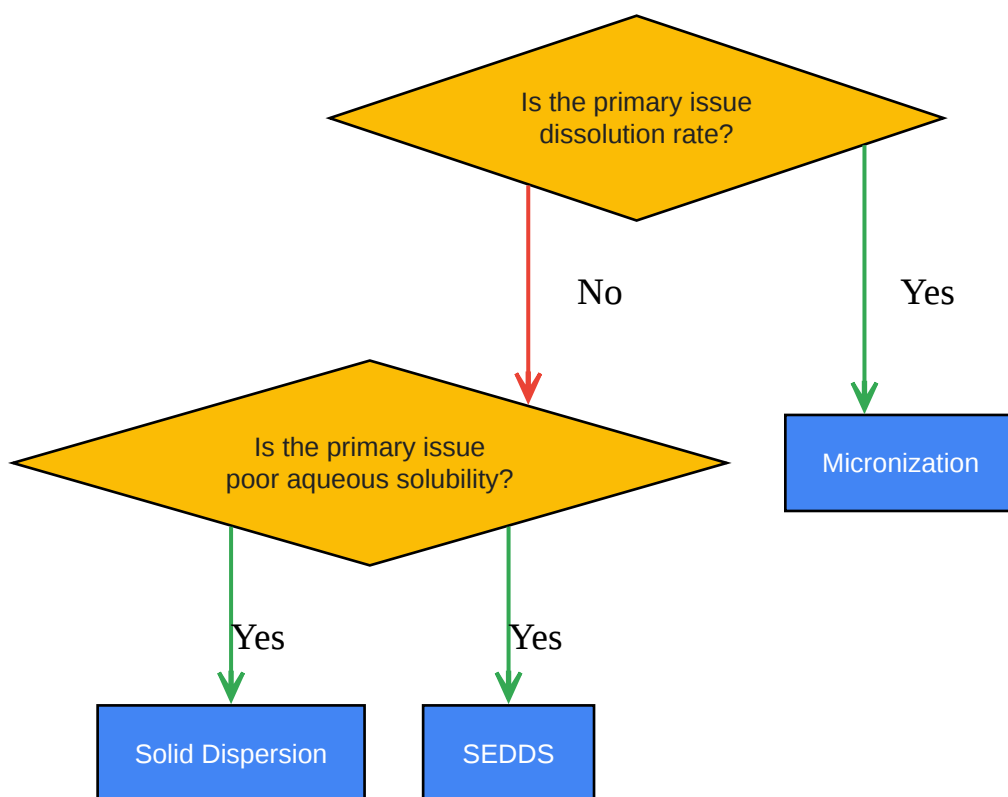 Is the primary issue
dissolution rate?
No
Yes
Is the primary issue
poor aqueous solubility?
Micronization
Yes
Yes
Solid Dispersion
SEDDS